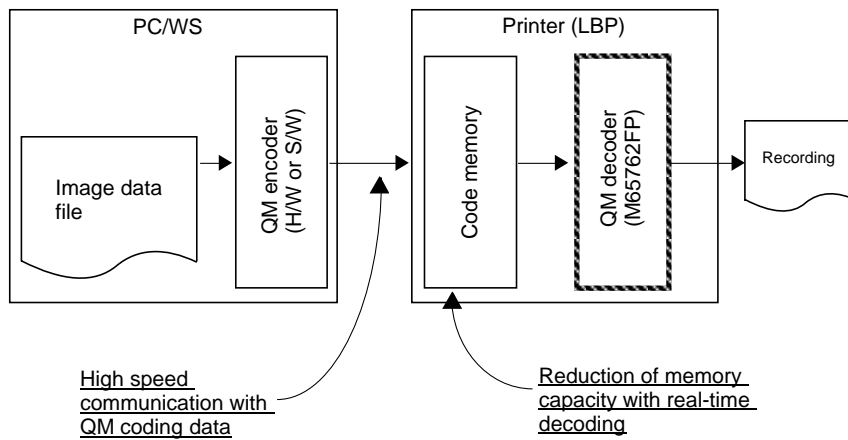 PC/WS
Image data
file
QM encoder
(H/W or S/W)
Printer (LBP)
Code memory
QM decoder
(M65762FP)
Recording
High speed
communication with
QM coding data
Reduction of memory
capacity with real-time
decoding